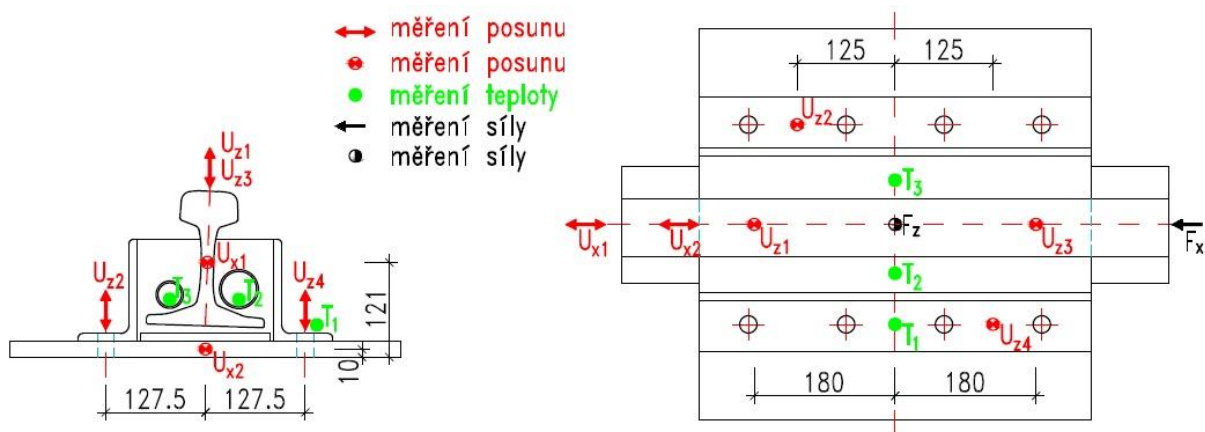 měření posunu
měření posunu
měření teploty
měření síly
měření síly
Uz1
Uz3
Ux1
Uz2
Uz4
T3
T2
T1
Ux2
121
10
127.5
127.5
125
125
Uz2
T3
Fz
Ux1
Ux2
Uz1
Uz3
Fx
T2
T1
Uz4
180
180